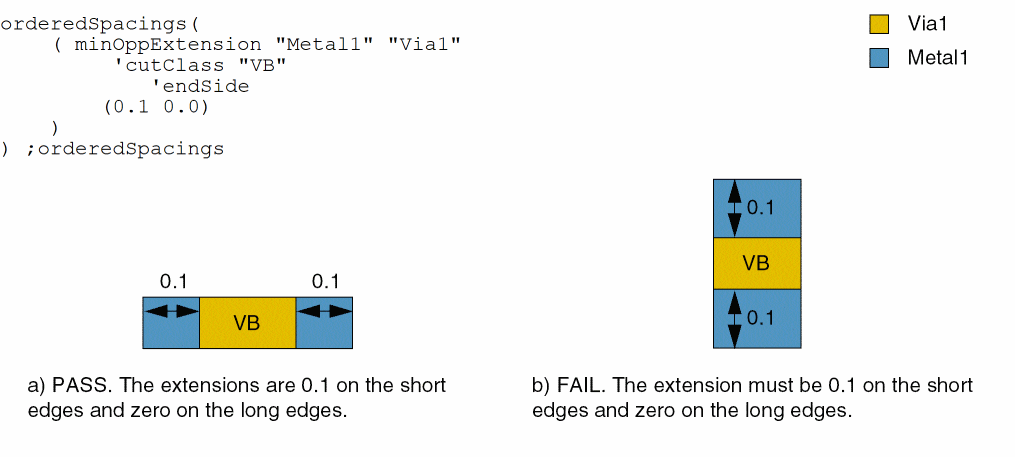 orderedSpacings(
( minOppExtension "Metal1" "Via1"
'cutClass "VB"
'endSide
(0.1 0.0)
)
) ;orderedSpacings
Via1
Metal1
0.1
0.1
VB
0.1
VB
0.1
a) PASS. The extensions are 0.1 on the short
edges and zero on the long edges.
b) FAIL. The extension must be 0.1 on the short
edges and zero on the long edges.